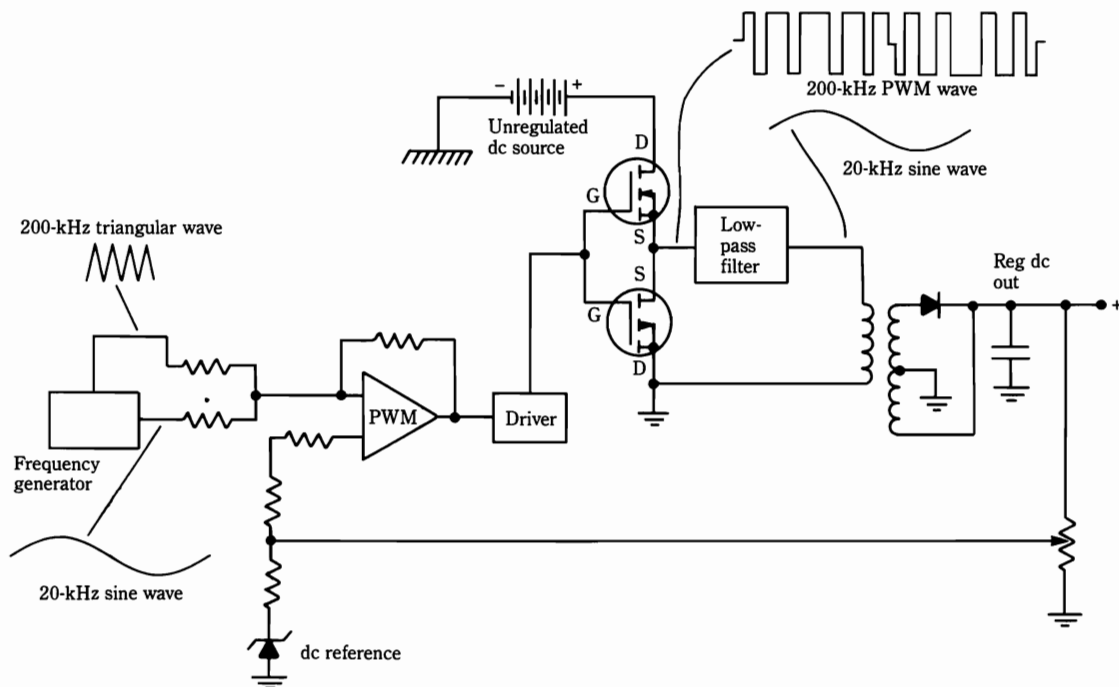 200-kHz PWM wave
− +
Unregulated
dc source
D
20-kHz sine wave
G
200-kHz triangular wave
S
Low-
pass
filter
S
Reg dc
out
G
+
D
PWM
Driver
Frequency
generator
20-kHz sine wave
dc reference